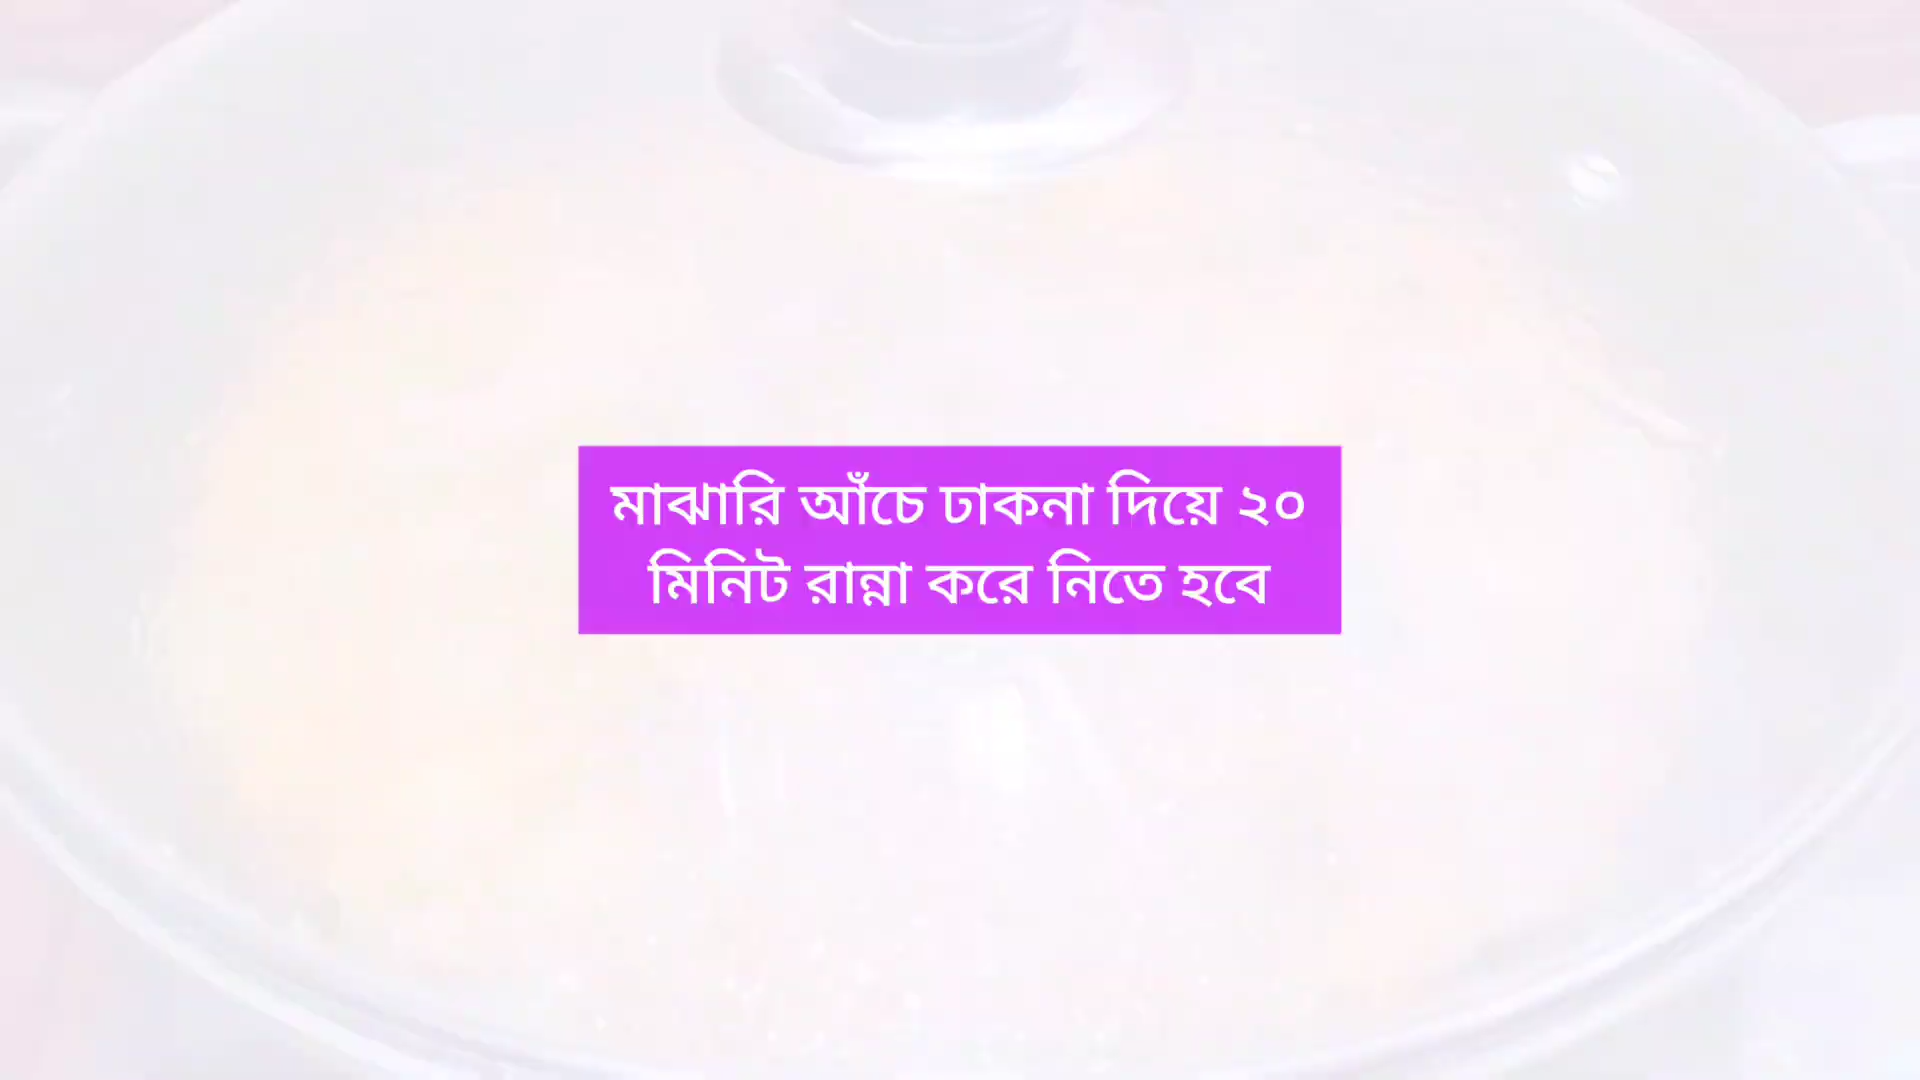 মাঝারি আঁচে ঢাকনা দিয়ে ২০
মিনিট রান্না করে নিতে হবে